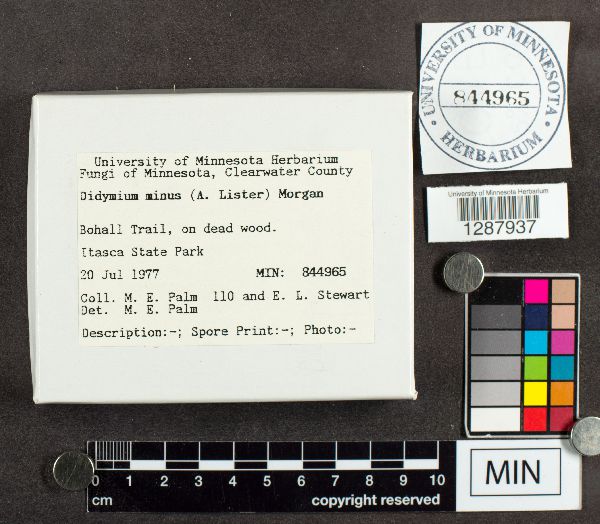 University of Minnesota Herbarium
Fungi of Minnesota, Clearwater County
Didymium minus (A. Lister) Morgan
Bohall Trail, on dead wood.
Itasca State Park
20 Jul 1977 MIN: 844965
Coll. M. E. Palm 110 and E. L. Stewart
Det. M. E. Palm
Description:-; Spore Print:-; Photo:-
UNIVERSITY OF MINNESOTA
844965
HERBARIUM
University of Minnesota Herbarium
1287937
0 1 2 3 4 5 6 7 8 9 10
cm copyright reserved
MIN